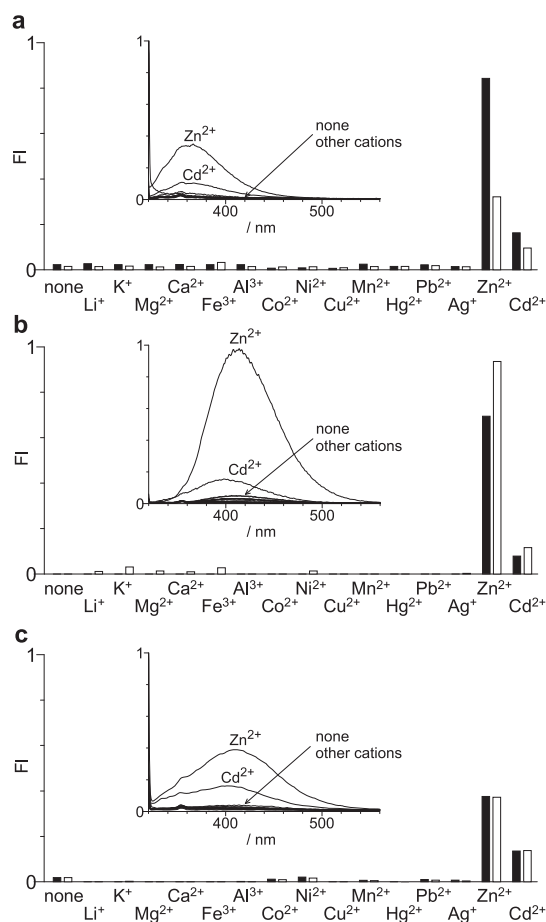 a
1
FI
0
1
0
Zn2+
Cd2+
none
other cations
400
500
/ nm
none K+ Ca2+ Al3+ Ni2+ Mn2+ Pb2+ Zn2+
Li+ Mg2+ Fe3+ Co2+ Cu2+ Hg2+ Ag+ Cd2+
b
1
FI
0
1
0
Zn2+
Cd2+
none
other cations
400
500
/ nm
none K+ Ca2+ Al3+ Ni2+ Mn2+ Pb2+ Zn2+
Li+ Mg2+ Fe3+ Co2+ Cu2+ Hg2+ Ag+ Cd2+
c
1
FI
0
1
0
Zn2+
Cd2+
none
other cations
400
500
/ nm
none K+ Ca2+ Al3+ Ni2+ Mn2+ Pb2+ Zn2+
Li+ Mg2+ Fe3+ Co2+ Cu2+ Hg2+ Ag+ Cd2+